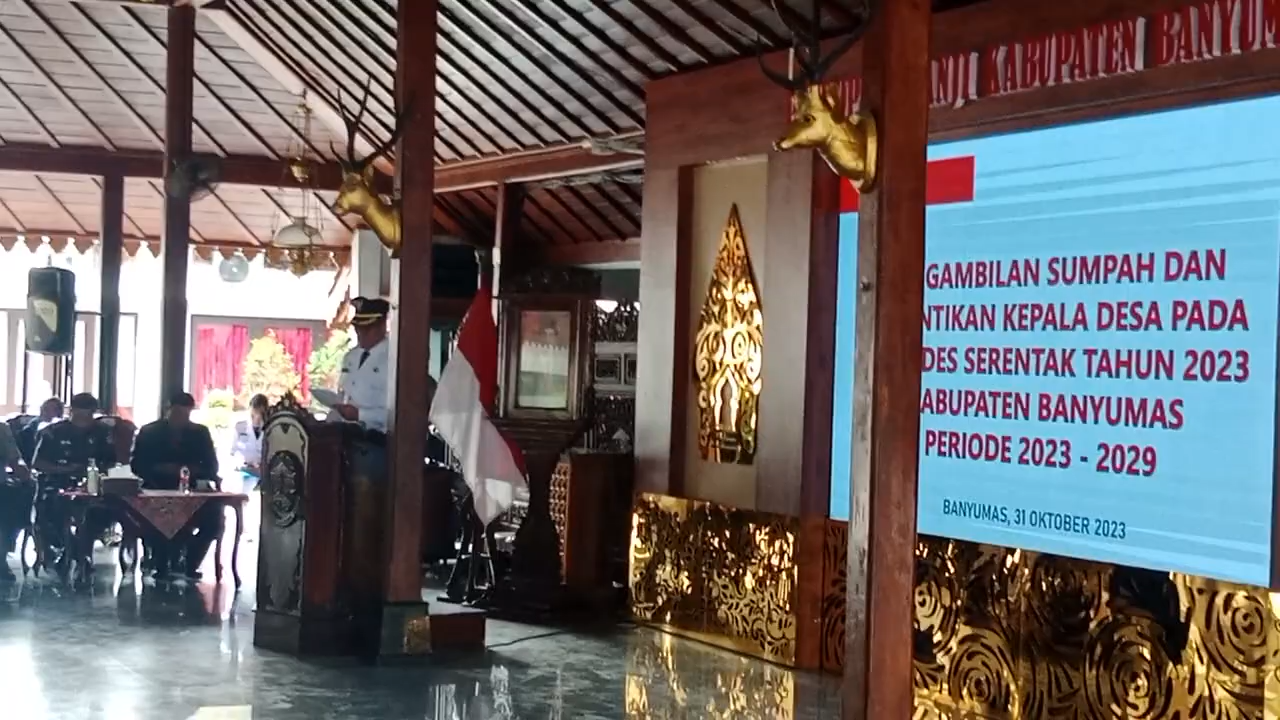 KABUPATEN BANYUM
GAMBILAN SUMPAH DAN
NTIKAN KEPALA DESA PADA
DES SERENTAK TAHUN 2023
ABUPATEN BANYUMAS
PERIODE 2023 - 2029
BANYUMAS, 31 OKTOBER 2023